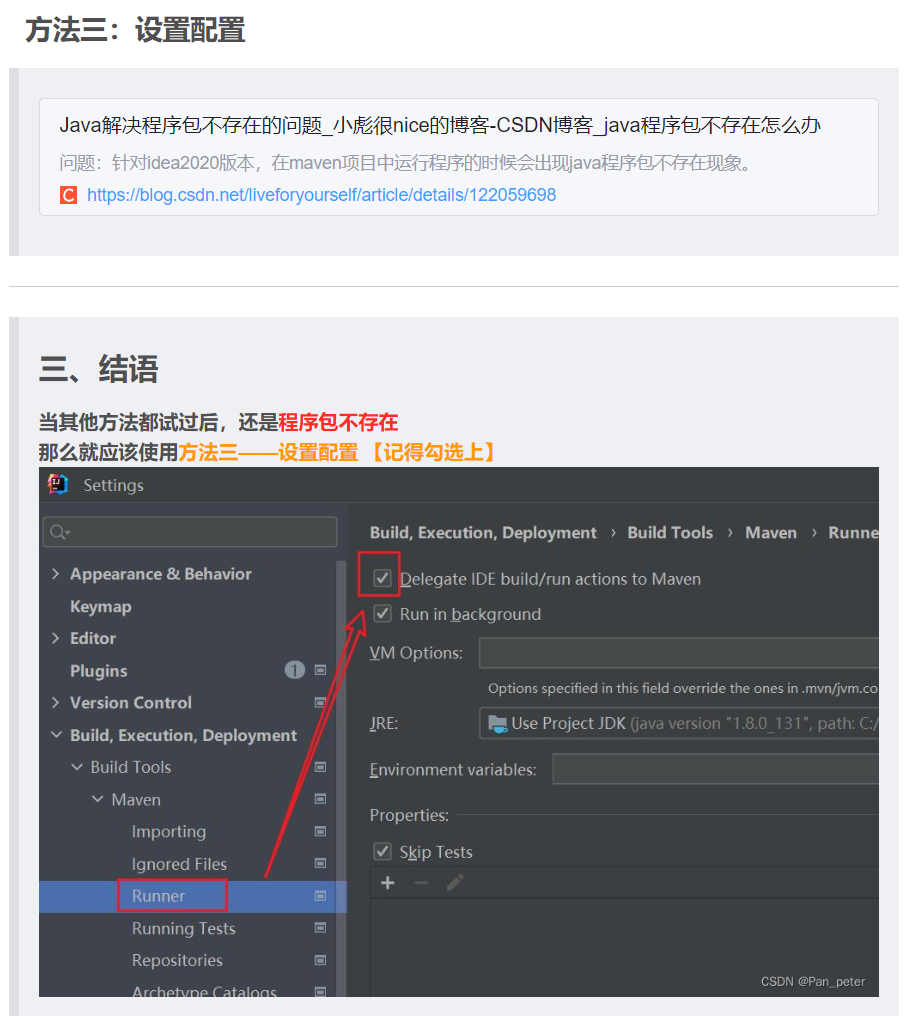 方法三：设置配置
Java解决程序包不存在的问题_小彪很nice的博客-CSDN博客_java程序包不存在怎么办
问题：针对idea2020版本，在maven项目中运行程序的时候会出现java程序包不存在现象。
C https://blog.csdn.net/liveforyourself/article/details/122059698
三、结语
当其他方法都试过后，还是程序包不存在
那么就应该使用方法三——设置配置 【记得勾选上】
Settings
Appearance & Behavior
Keymap
Editor
Plugins 1
Version Control
Build, Execution, Deployment
Build Tools
Maven
Importing
Ignored Files
Runner
Running Tests
Repositories
Archetype Catalogs
Build, Execution, Deployment › Build Tools › Maven › Runne
Delegate IDE build/run actions to Maven
Run in background
VM Options:
Options specified in this field override the ones in .mvn/jvm.co
JRE: Use Project JDK (java version "1.8.0_131", path: C:/
Environment variables:
Properties:
Skip Tests
CSDN @Pan_peter